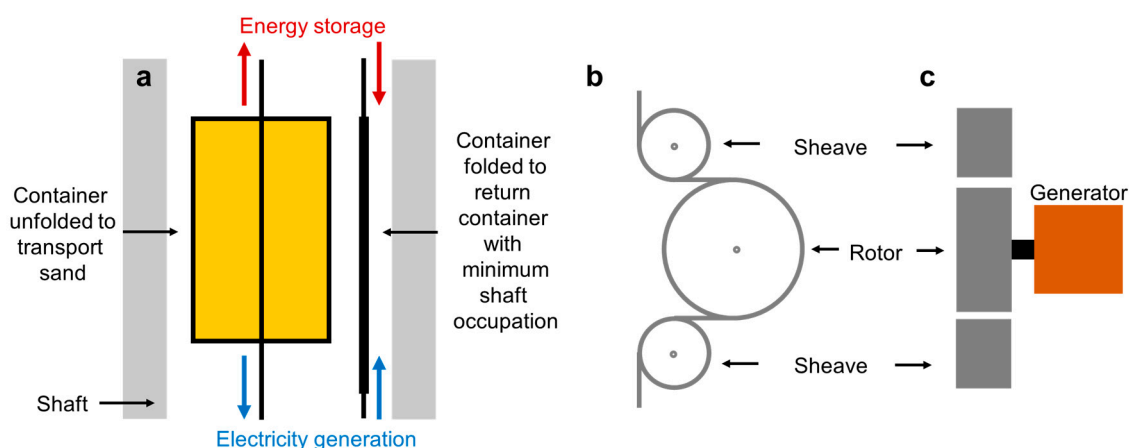 Energy storage
a
Container
unfolded to
transport
sand
Shaft
Electricity generation
Container
folded to
return
container
with
minimum
shaft
occupation
b
Sheave
Rotor
Sheave
c
Generator